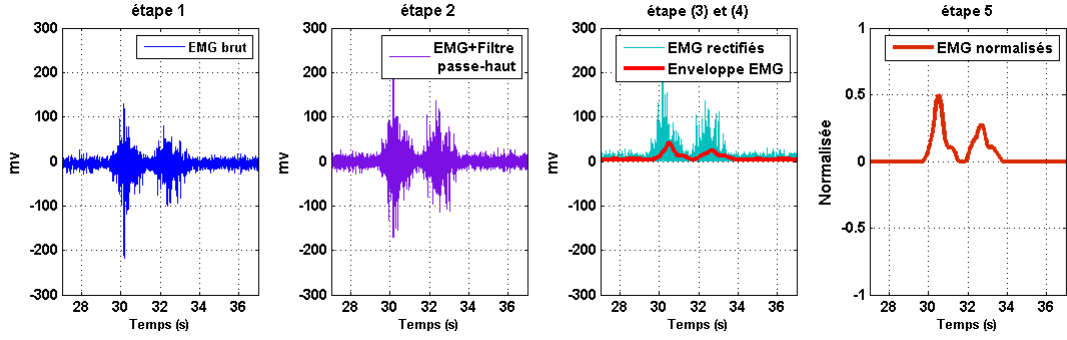 étape 1
300
200
100
0
-100
-200
-300
mv
28 30 32 34 36
Temps (s)
EMG brut
étape 2
300
200
100
0
-100
-200
-300
mv
28 30 32 34 36
Temps (s)
EMG+Filtre
passe-haut
étape (3) et (4)
300
200
100
0
-100
-200
-300
mv
28 30 32 34 36
Temps (s)
EMG rectifiés
Enveloppe EMG
étape 5
1
0.5
0
-0.5
-1
Normalisée
28 30 32 34 36
Temps (s)
EMG normalisés